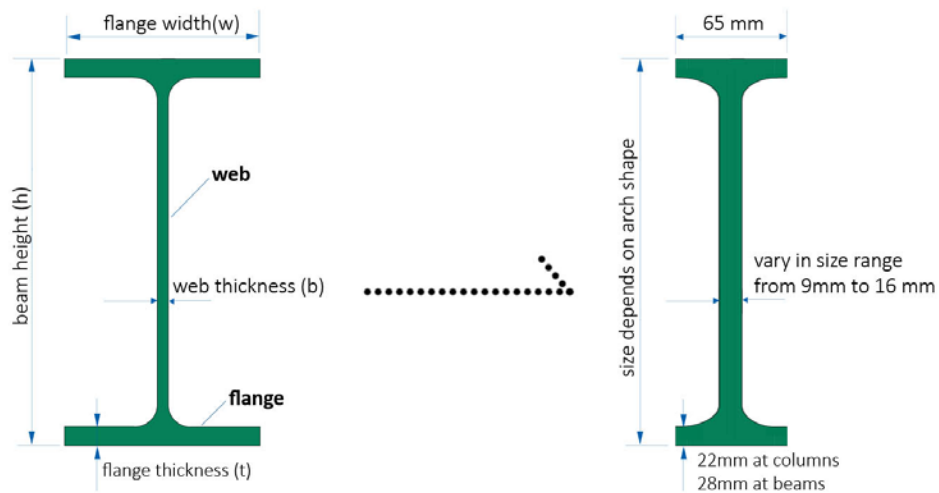 flange width(w)
beam height (h)
web
web thickness (b)
flange
flange thickness (t)
65 mm
size depends on arch shape
vary in size range
from 9mm to 16 mm
22mm at columns
28mm at beams